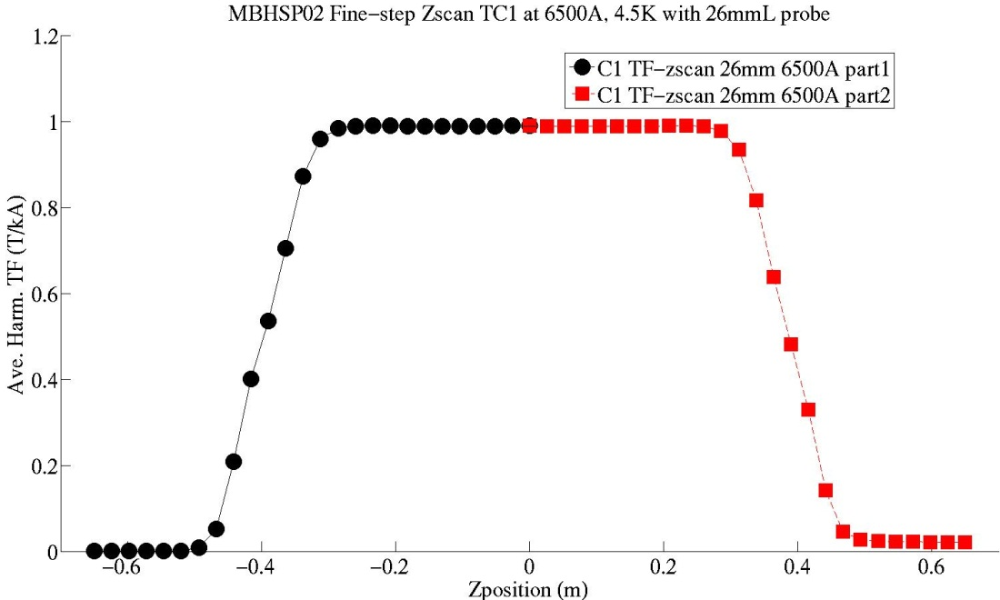 MBHSP02 Fine−step Zscan TC1 at 6500A, 4.5K with 26mmL probe
1.2
C1 TF−zscan 26mm 6500A part1
C1 TF−zscan 26mm 6500A part2
1
0.8
0.6
0.4
0.2
0
Ave. Harm. TF (T/kA)
−0.6 −0.4 −0.2 0 0.2 0.4 0.6
Zposition (m)